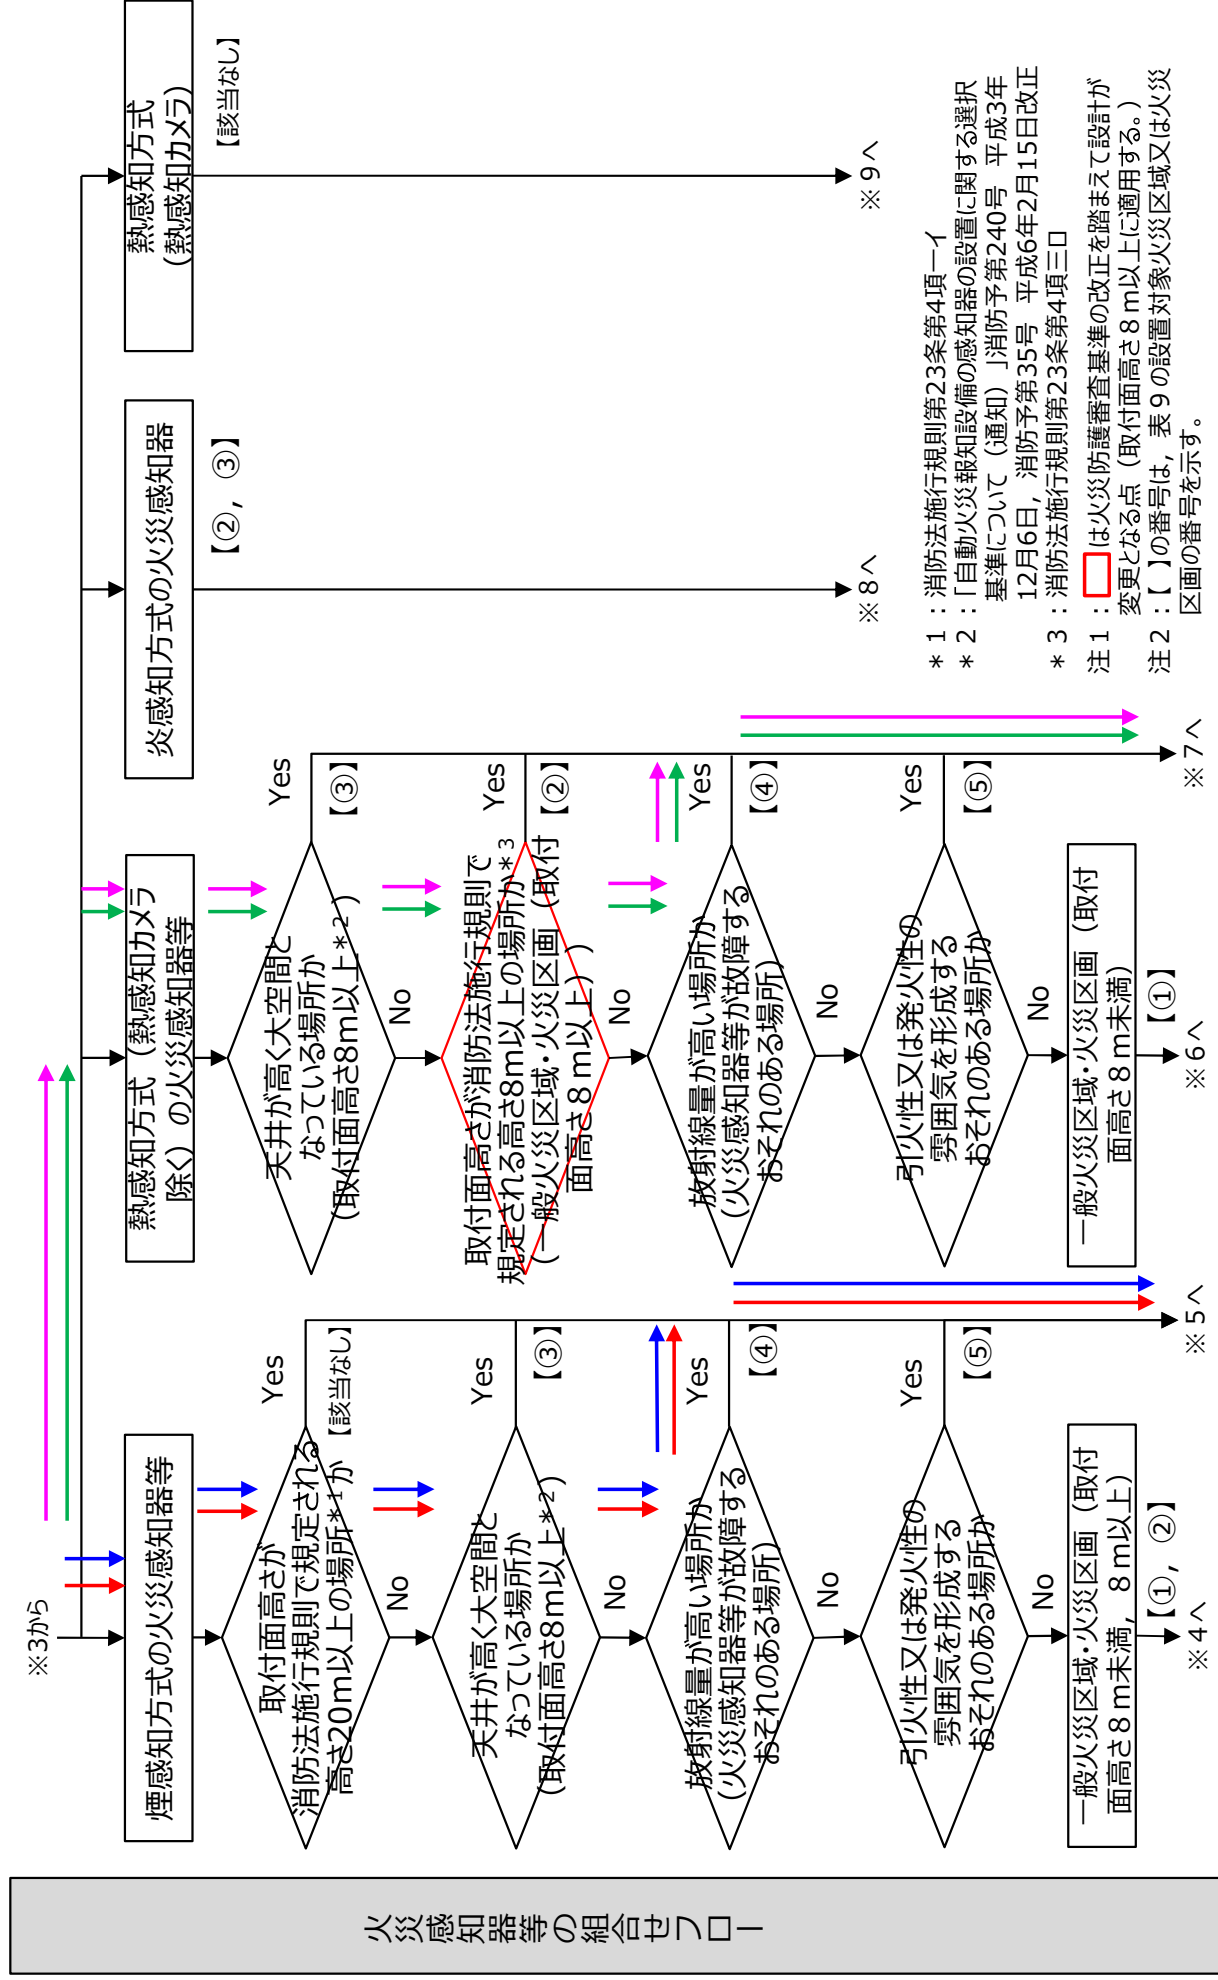 火災感知器等の組合せフロー
※3から
煙感知方式の火災感知器等
取付面高さが
消防法施行規則で規定される
高さ20m以上の場所*1か
Yes
【該当なし】
No
天井が高く大空間と
なっている場所か
(取付面高さ8m以上*2)
Yes
【③】
No
放射線量が高い場所か
(火災感知器等が故障する
おそれのある場所)
Yes
【④】
No
引火性又は発火性の
雰囲気を形成する
おそれのある場所か
Yes
【⑤】
No
一般火災区域・火災区画（取付
面高さ8ｍ未満，8ｍ以上）
【①，②】
※4へ
※5へ
熱感知方式（熱感知カメラ
除く）の火災感知器等
天井が高く大空間と
なっている場所か
(取付面高さ8m以上*2)
Yes
【③】
No
取付面高さが消防法施行規則で
規定される高さ8m以上の場所か*3
(一般火災区域・火災区画（取付
面高さ8ｍ以上）)
Yes
【②】
No
放射線量が高い場所か
(火災感知器等が故障する
おそれのある場所)
Yes
【④】
No
引火性又は発火性の
雰囲気を形成する
おそれのある場所か
Yes
【⑤】
No
一般火災区域・火災区画（取付
面高さ8ｍ未満）
【①】
※6へ
※7へ
炎感知方式の火災感知器
【②，③】
※8へ
熱感知方式
(熱感知カメラ)
【該当なし】
※9へ
*1：消防法施行規則第23条第4項一イ
*2：「自動火災報知設備の感知器の設置に関する選択
基準について（通知）」消防予第240号　平成3年
12月6日，消防予第35号　平成6年2月15日改正
*3：消防法施行規則第23条第4項三ロ
注1：は火災防護審査基準の改正を踏まえて設計が
変更となる点（取付面高さ8ｍ以上に適用する。）
注2：【 】の番号は，表9の設置対象火災区域又は火災
区画の番号を示す。